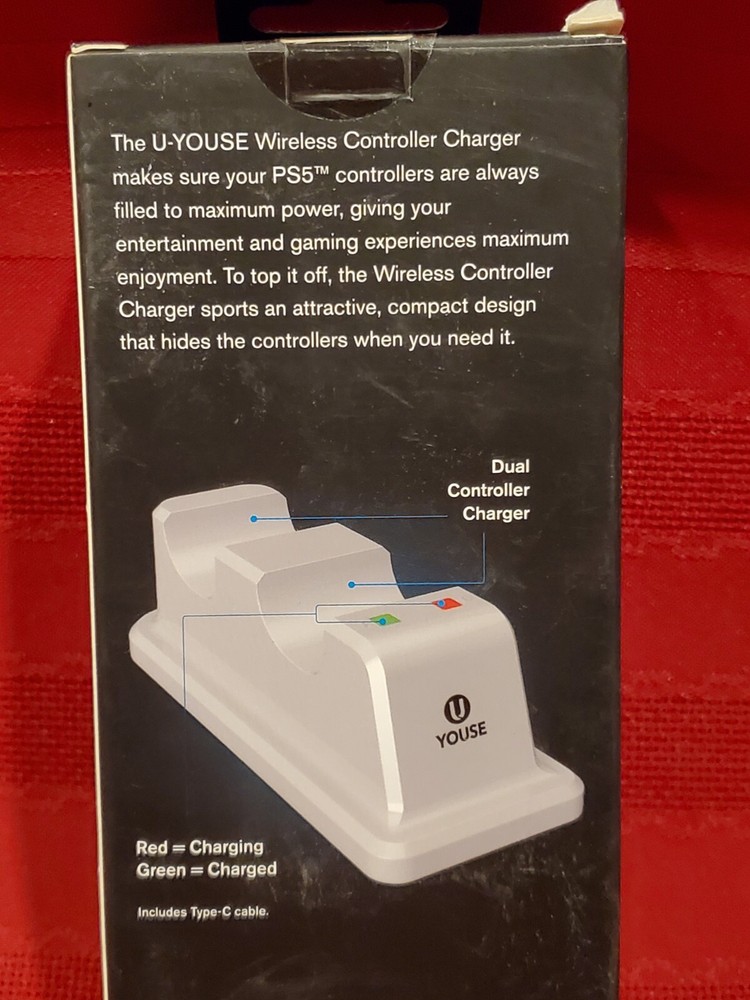 The U-YOUSE Wireless Controller Charger
makes sure your PS5™ controllers are always
filled to maximum power, giving your
entertainment and gaming experiences maximum
enjoyment. To top it off, the Wireless Controller
Charger sports an attractive, compact design
that hides the controllers when you need it.
Dual
Controller
Charger
U
YOUSE
Red = Charging
Green = Charged
Includes Type-C cable.